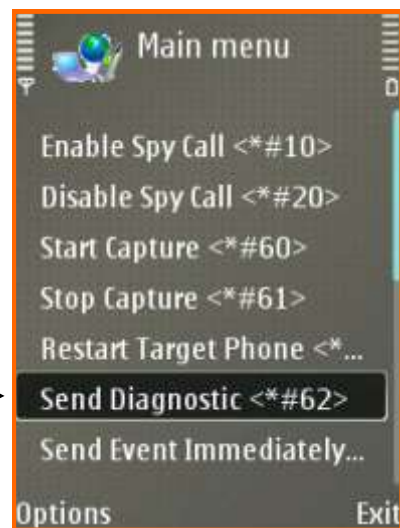 Main menu
Enable Spy Call <*#10>
Disable Spy Call <*#20>
Start Capture <*#60>
Stop Capture <*#61>
Restart Target Phone <*...
Send Diagnostic <*#62>
Send Event Immediately...
Options Exit